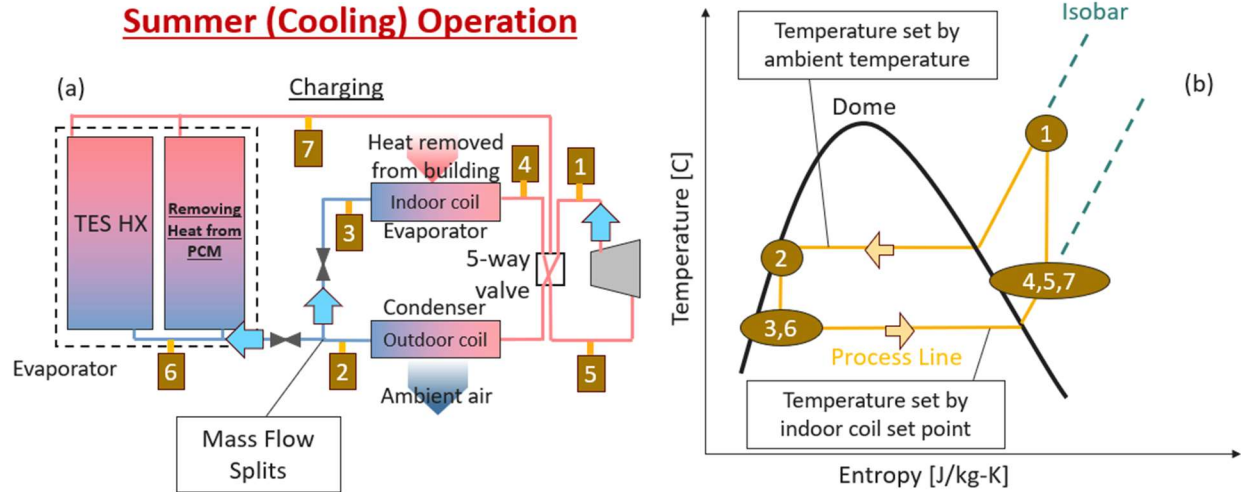 Summer (Cooling) Operation
(a)
Charging
7
Heat removed
from building
4
1
TES HX
Removing
Heat from
PCM
Indoor coil
Evaporator
3
5-way
valve
Condenser
Outdoor coil
Evaporator
6
2
5
Ambient air
Mass Flow
Splits
Temperature set by
ambient temperature
Isobar
(b)
Dome
1
2
4,5,7
3,6
Process Line
Temperature set by
indoor coil set point
Temperature [C]
Entropy [J/kg-K]